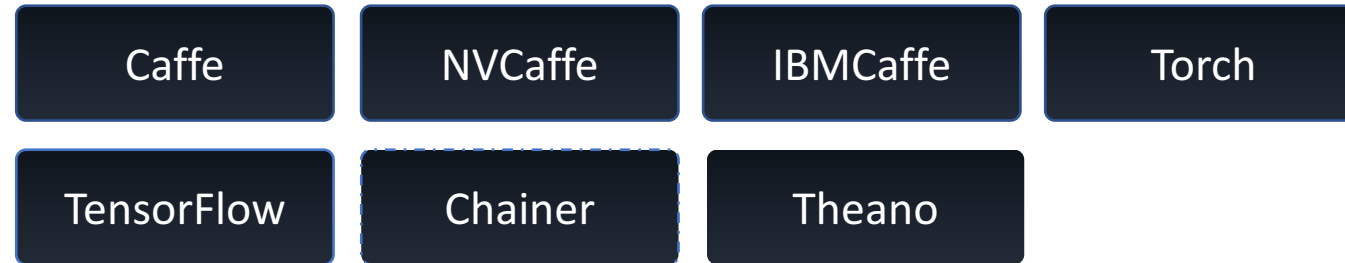 Caffe
NVCaffe
IBMCaffe
Torch
TensorFlow
Chainer
Theano